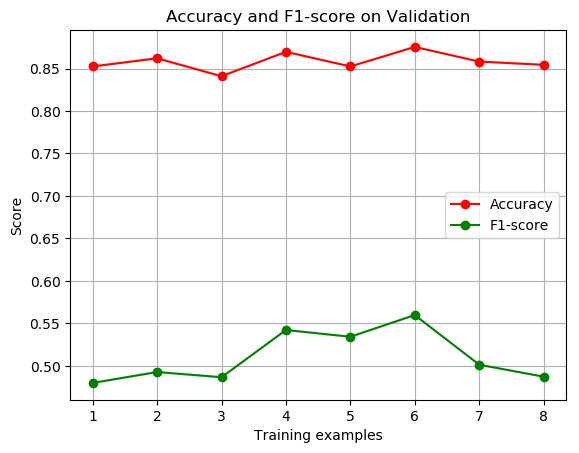 Accuracy and F1-score on Validation
Score
0.85
0.80
0.75
0.70
0.65
0.60
0.55
0.50
Accuracy
F1-score
1 2 3 4 5 6 7 8
Training examples